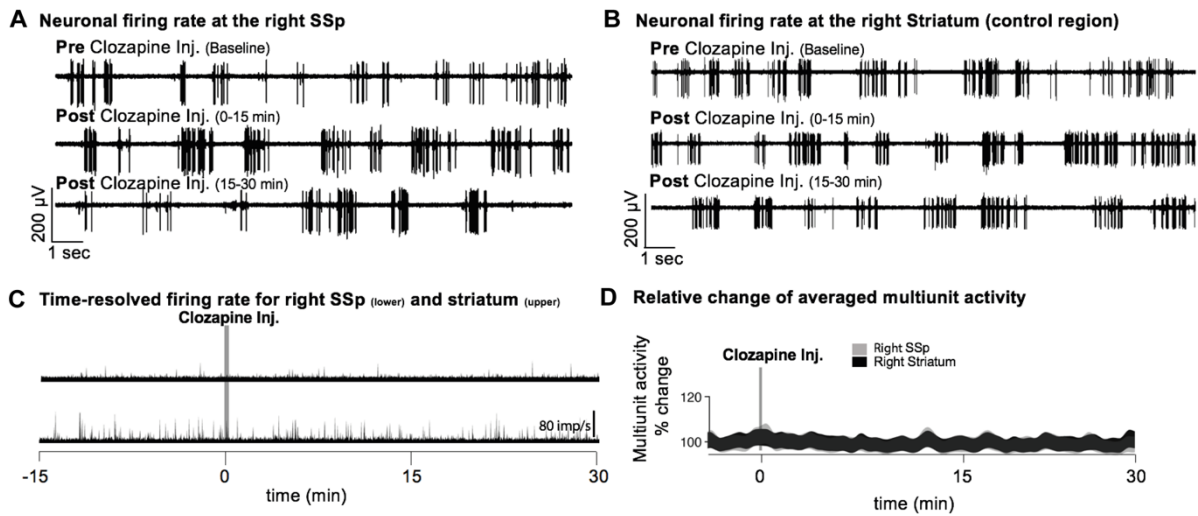 A Neuronal firing rate at the right SSp
Pre Clozapine Inj. (Baseline)
Post Clozapine Inj. (0-15 min)
Post Clozapine Inj. (15-30 min)
200 µV
1 sec
B Neuronal firing rate at the right Striatum (control region)
Pre Clozapine Inj. (Baseline)
Post Clozapine Inj. (0-15 min)
Post Clozapine Inj. (15-30 min)
200 µV
1 sec
C Time-resolved firing rate for right SSp (lower) and striatum (upper)
Clozapine Inj.
80 imp/s
-15 0 15 30
time (min)
D Relative change of averaged multiunit activity
Right SSp
Right Striatum
Clozapine Inj.
Multiunit activity
% change
120
100
0 15 30
time (min)